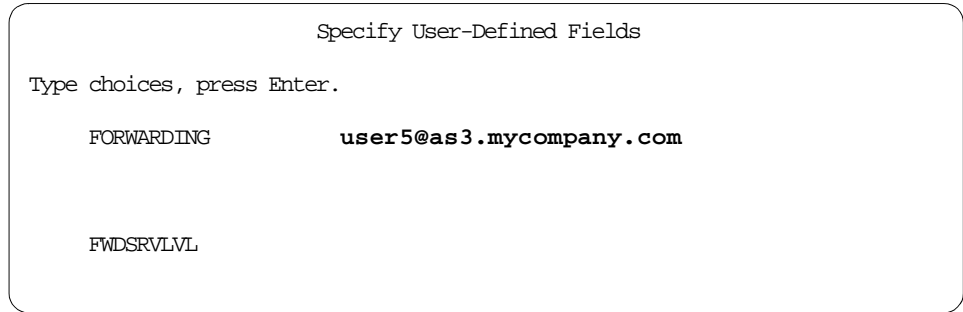 Specify User-Defined Fields
Type choices, press Enter.
FORWARDING user5@as3.mycompany.com
FWDSRVLVL